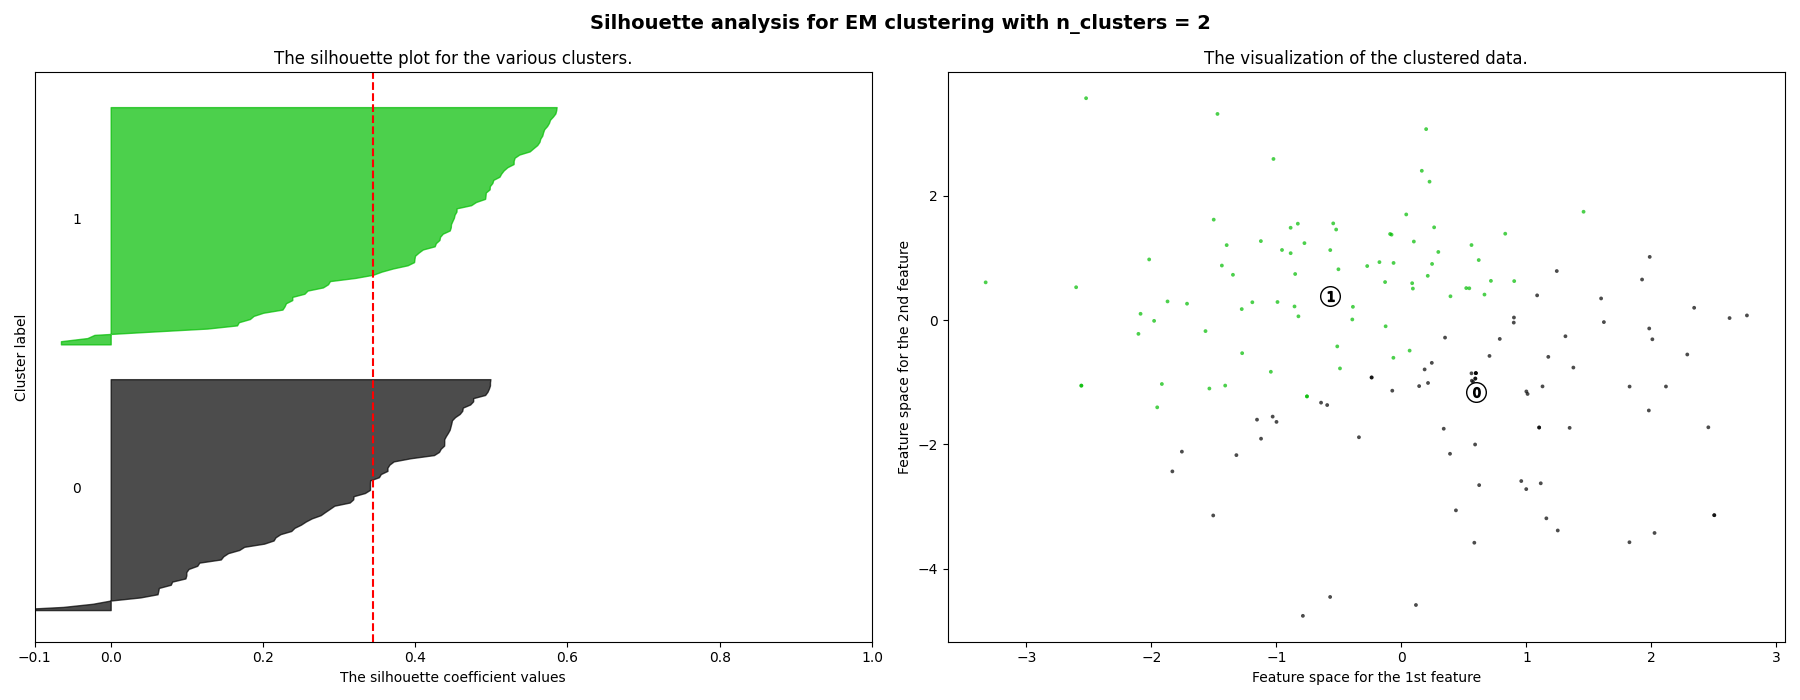 Silhouette analysis for EM clustering with n_clusters = 2
The silhouette plot for the various clusters.
1
0
Cluster label
−0.1 0.0 0.2 0.4 0.6 0.8 1.0
The silhouette coefficient values
The visualization of the clustered data.
Feature space for the 2nd feature
2
0
−2
−4
1
0
−3 −2 −1 0 1 2 3
Feature space for the 1st feature